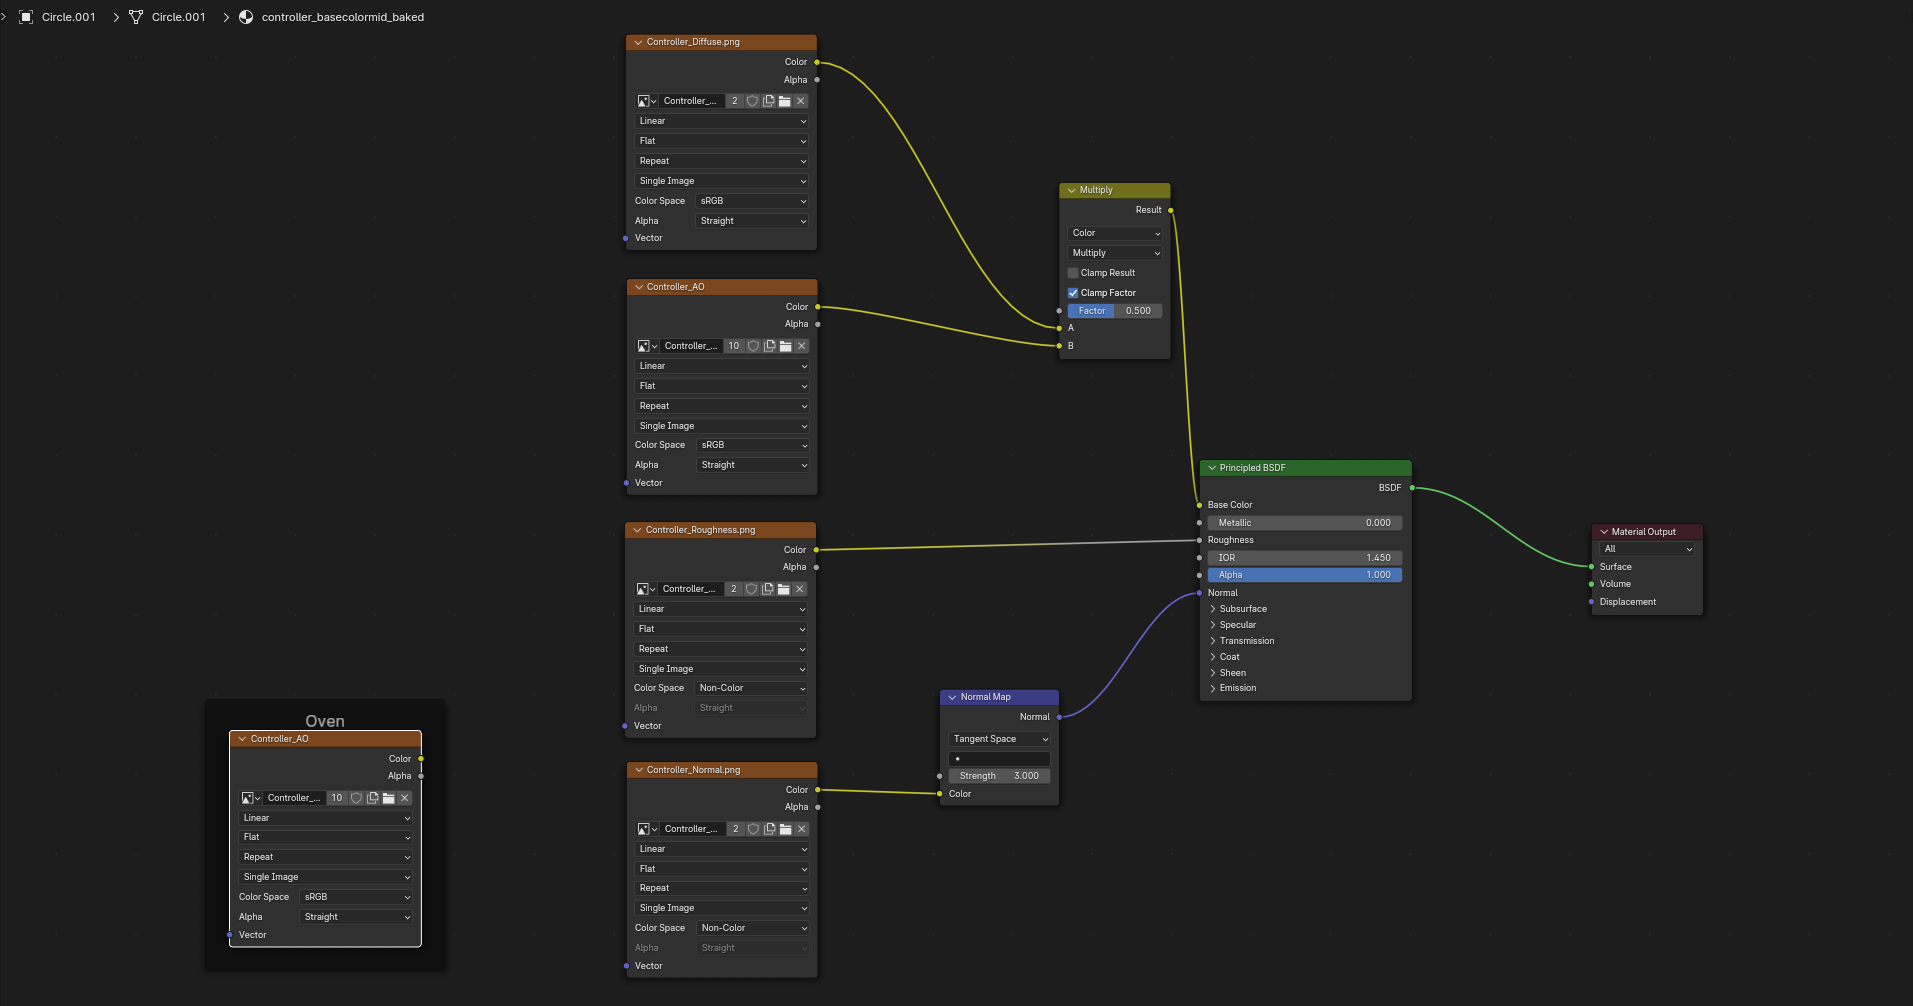 Circle.001 Circle.001 controller_basecolormid_baked
Controller_Diffuse.png
Color
Alpha
Controller_... 2
Linear
Flat
Repeat
Single Image
Color Space sRGB
Alpha Straight
Vector
Controller_AO
Color
Alpha
Controller_... 10
Linear
Flat
Repeat
Single Image
Color Space sRGB
Alpha Straight
Vector
Controller_Roughness.png
Color
Alpha
Controller_... 2
Linear
Flat
Repeat
Single Image
Color Space Non-Color
Alpha Straight
Vector
Controller_Normal.png
Color
Alpha
Controller_... 2
Linear
Flat
Repeat
Single Image
Color Space Non-Color
Alpha Straight
Vector
Oven
Controller_AO
Color
Alpha
Controller_... 10
Linear
Flat
Repeat
Single Image
Color Space sRGB
Alpha Straight
Vector
Multiply
Result
Color
Multiply
Clamp Result
Clamp Factor
Factor 0.500
A
B
Normal Map
Normal
Tangent Space
Strength 3.000
Color
Principled BSDF
BSDF
Base Color
Metallic 0.000
Roughness
IOR 1.450
Alpha 1.000
Normal
Subsurface
Specular
Transmission
Coat
Sheen
Emission
Material Output
All
Surface
Volume
Displacement